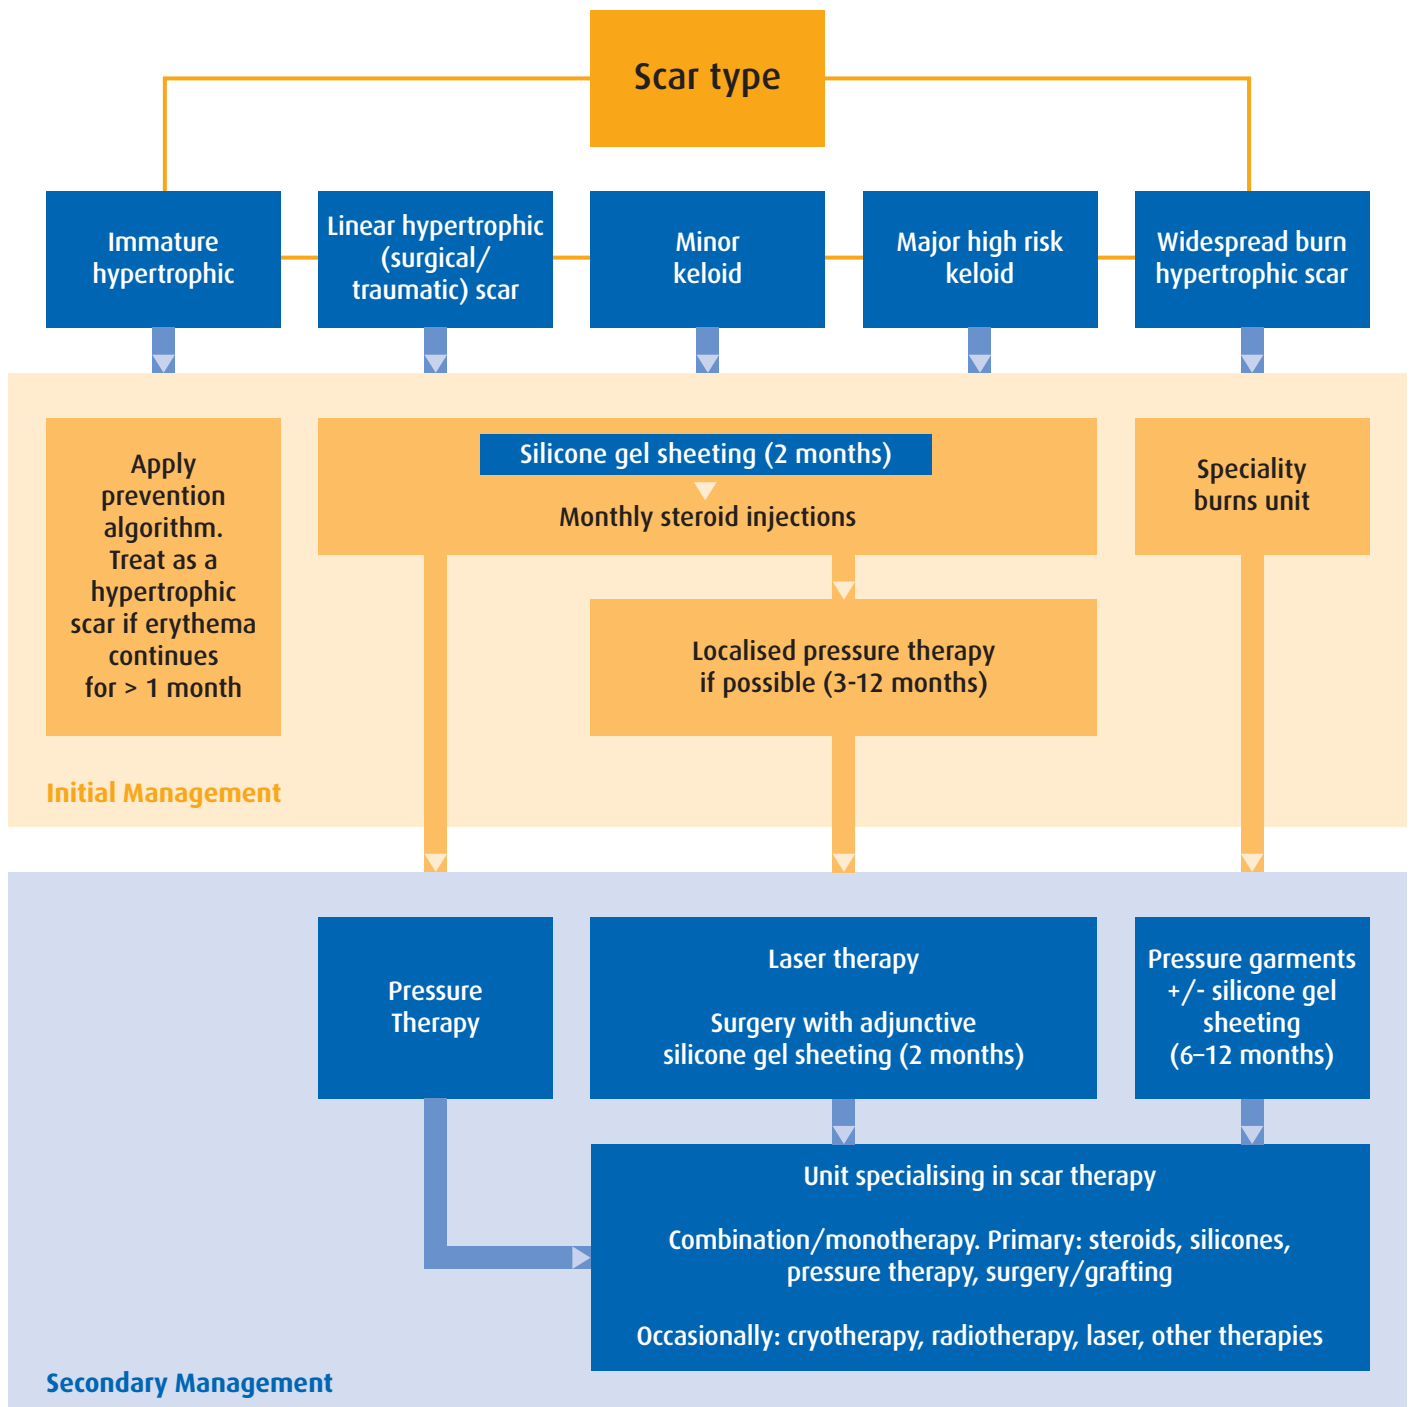 Scar type
Immature
hypertrophic
Linear hypertrophic
(surgical/
traumatic) scar
Minor
keloid
Major high risk
keloid
Widespread burn
hypertrophic scar
Apply
prevention
algorithm.
Treat as a
hypertrophic
scar if erythema
continues
for > 1 month
Silicone gel sheeting (2 months)
Monthly steroid injections
Speciality
burns unit
Localised pressure therapy
if possible (3-12 months)
Initial Management
Pressure
Therapy
Laser therapy
Surgery with adjunctive
silicone gel sheeting (2 months)
Pressure garments
+/- silicone gel
sheeting
(6–12 months)
Unit specialising in scar therapy
Combination/monotherapy. Primary: steroids, silicones,
pressure therapy, surgery/grafting
Occasionally: cryotherapy, radiotherapy, laser, other therapies
Secondary Management